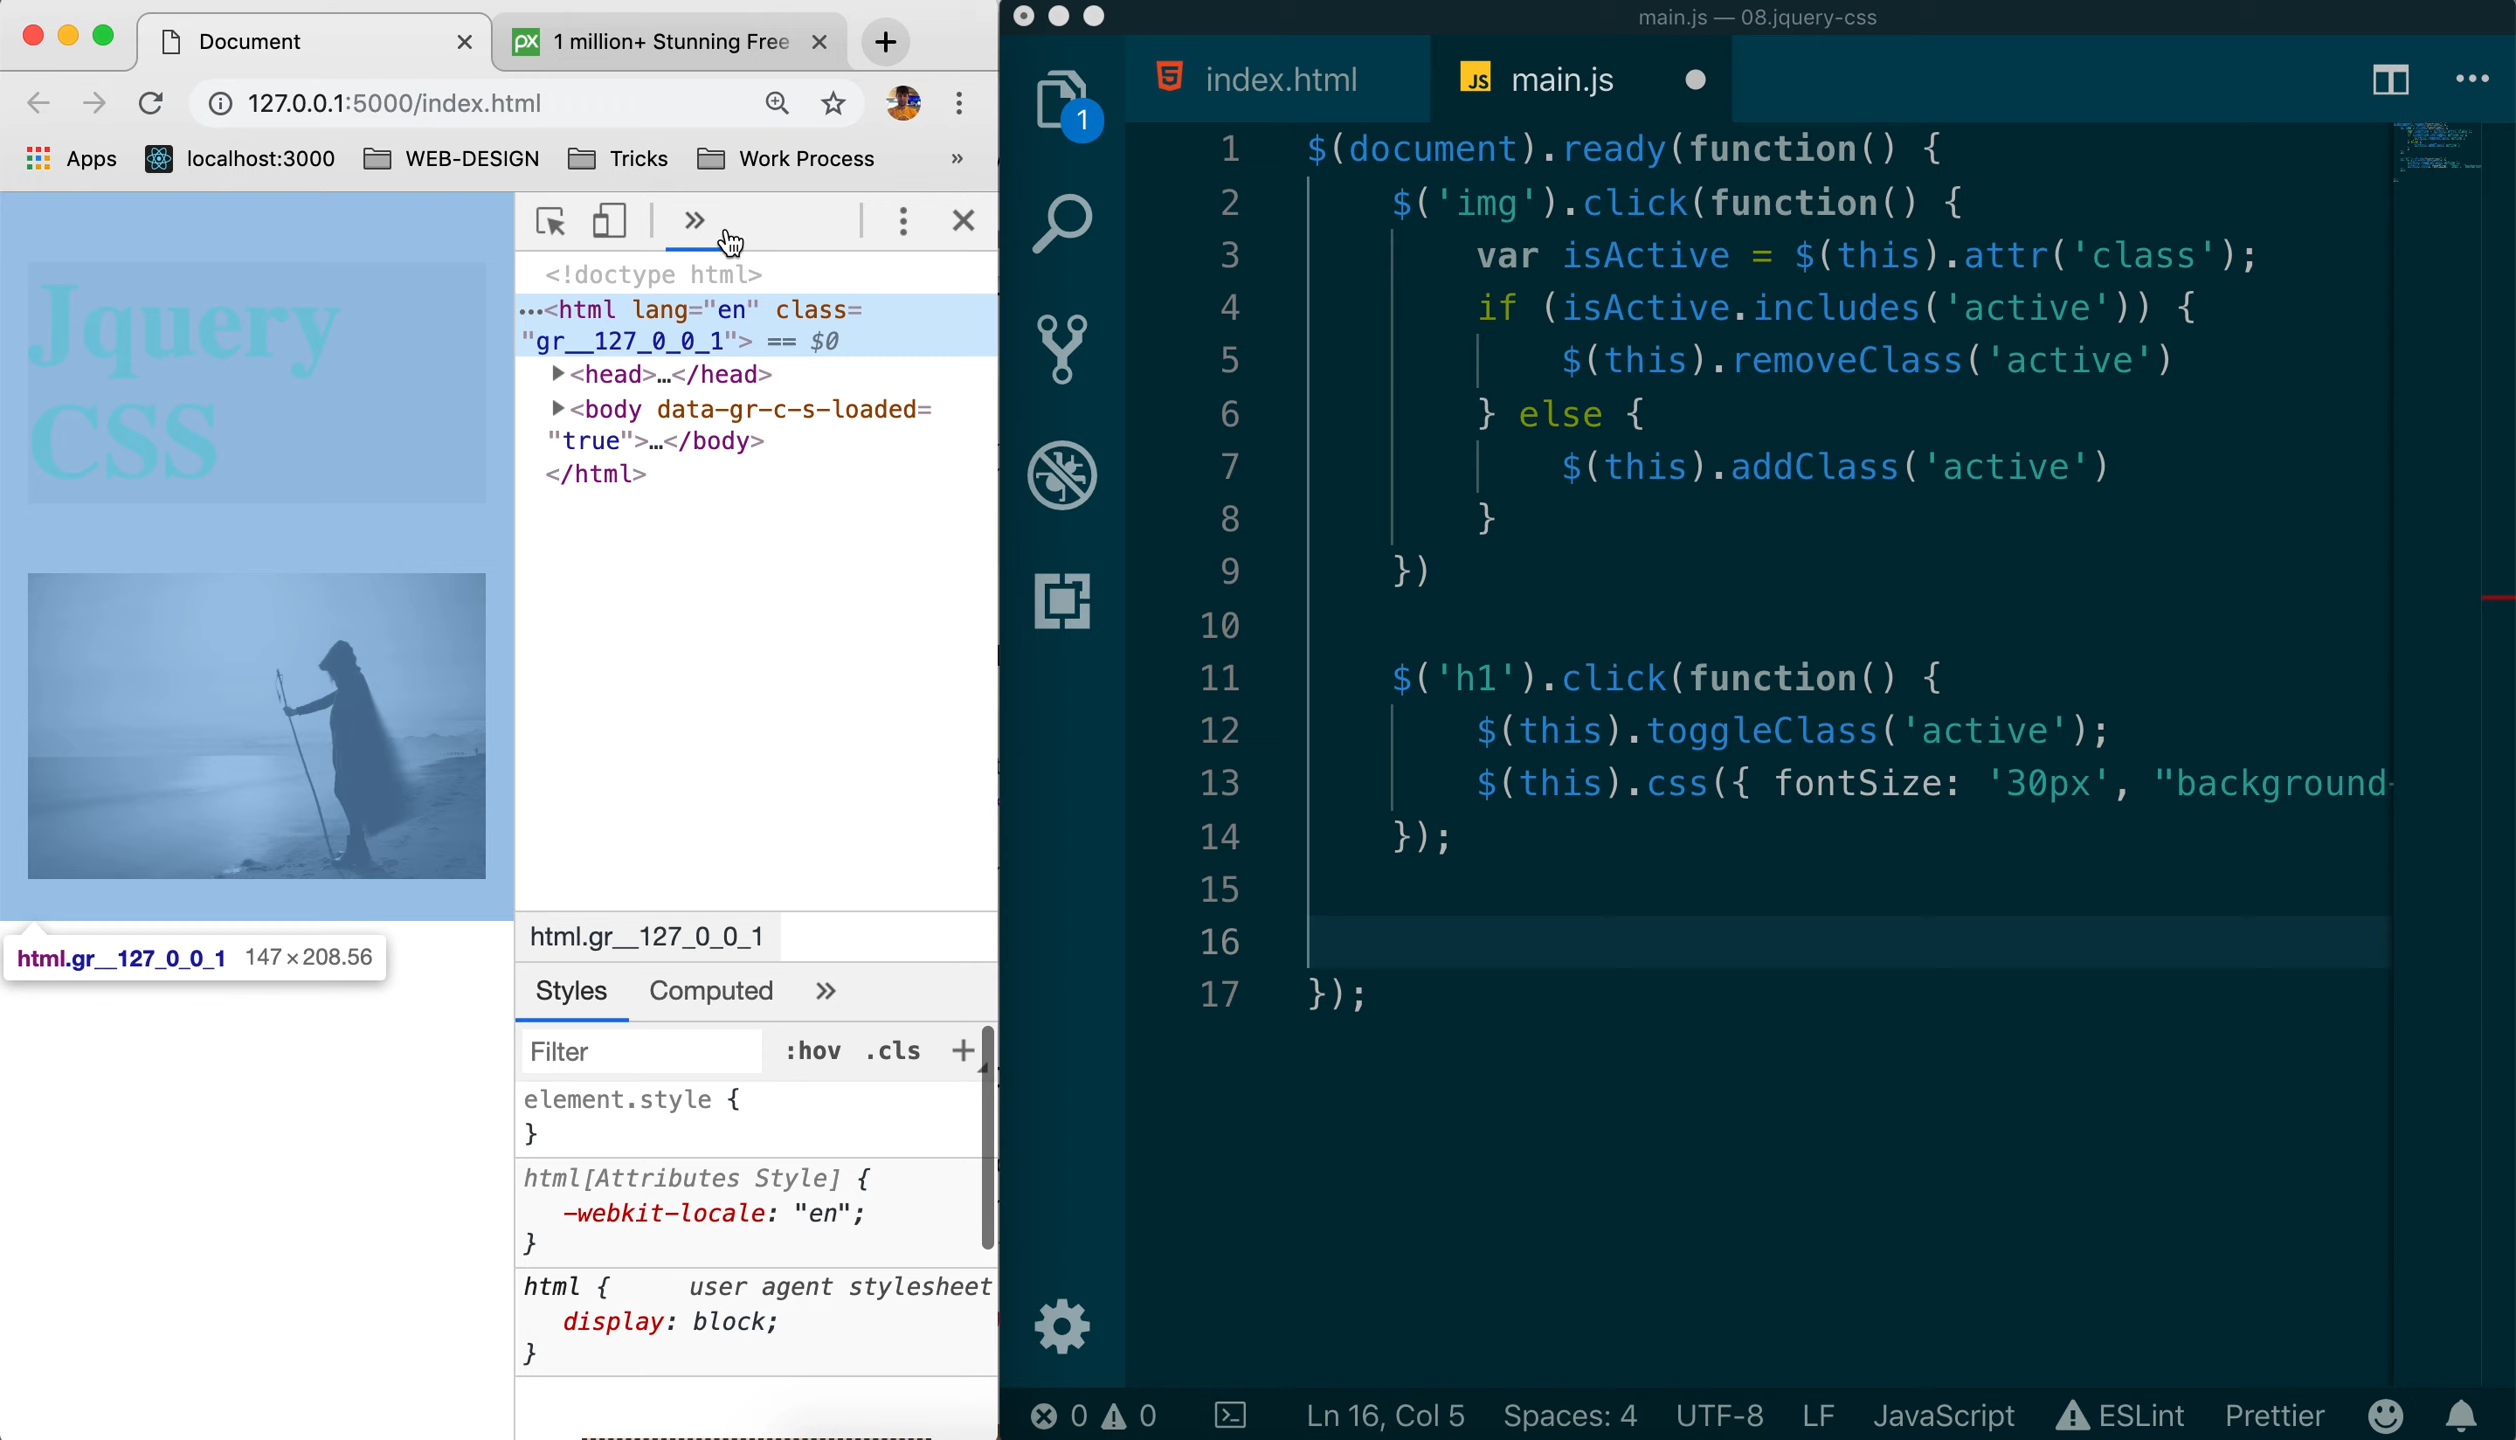 Document
1 million+ Stunning Free
127.0.0.1:5000/index.html
Apps
localhost:3000
WEB-DESIGN
Tricks
Work Process
»
Jquery
CSS
html.gr__127_0_0_1 147 × 208.56
<!doctype html>
…<html lang="en" class=
"gr__127_0_0_1"> == $0
<head>…</head>
<body data-gr-c-s-loaded=
"true">…</body>
</html>
html.gr__127_0_0_1
Styles Computed »
Filter :hov .cls +
element.style {
}
html[Attributes Style] {
-webkit-locale: "en";
}
html { user agent stylesheet
display: block;
}
main.js — 08.jquery-css
index.html
JS main.js
1
1 $(document).ready(function() {
2 $('img').click(function() {
3 var isActive = $(this).attr('class');
4 if (isActive.includes('active')) {
5 $(this).removeClass('active')
6 } else {
7 $(this).addClass('active')
8 }
9 })
10
11 $('h1').click(function() {
12 $(this).toggleClass('active');
13 $(this).css({ fontSize: '30px', "background-
14 });
15
16
17 });
0 0 Ln 16, Col 5 Spaces: 4 UTF-8 LF JavaScript ESLint Prettier